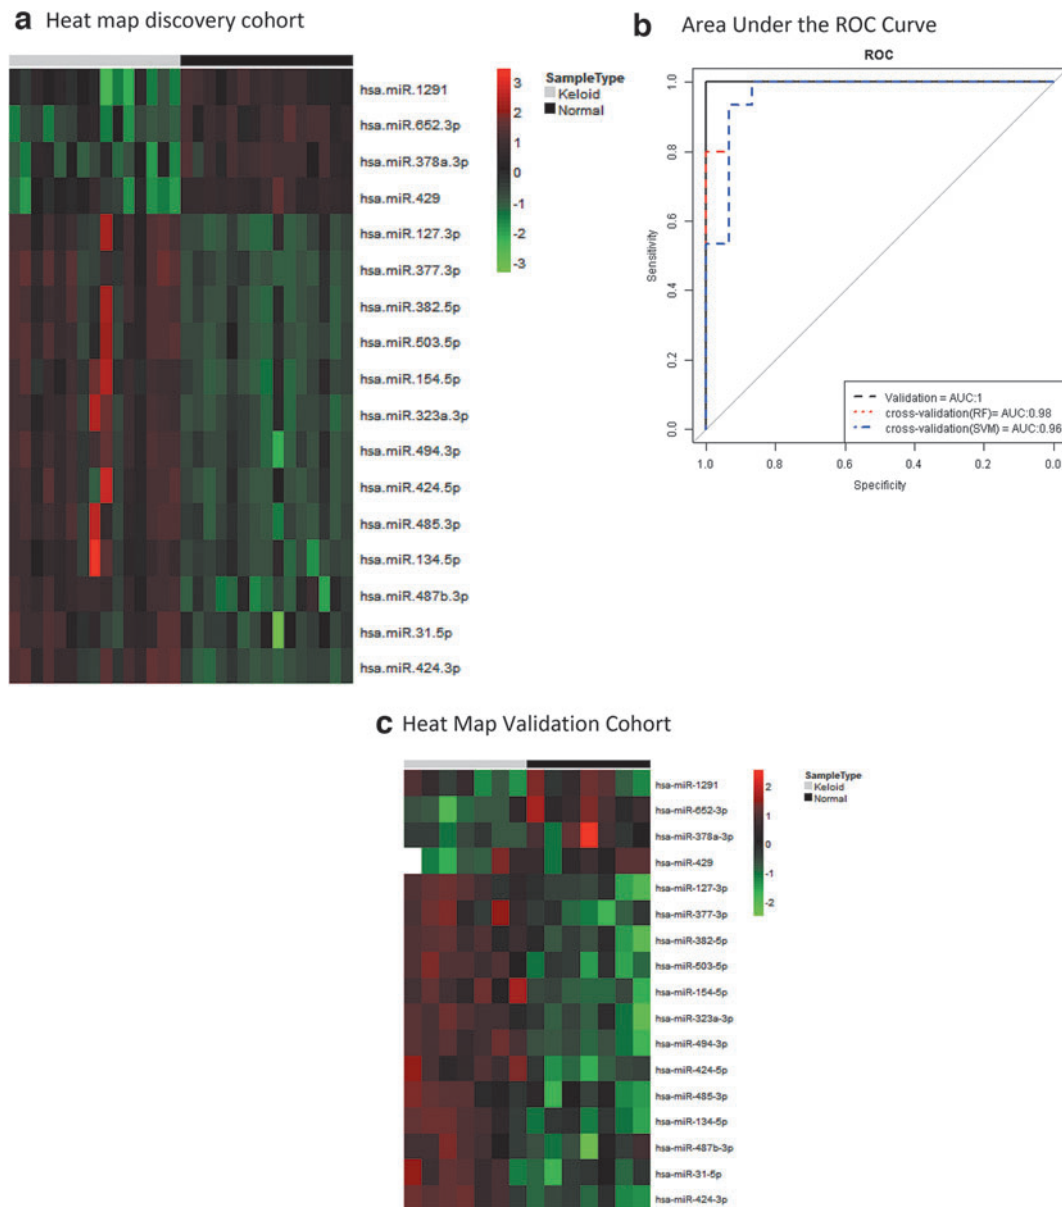 a Heat map discovery cohort
SampleType
Keloid
Normal
3
2
1
0
-1
-2
-3
hsa.miR.1291
hsa.miR.652.3p
hsa.miR.378a.3p
hsa.miR.429
hsa.miR.127.3p
hsa.miR.377.3p
hsa.miR.382.5p
hsa.miR.503.5p
hsa.miR.154.5p
hsa.miR.323a.3p
hsa.miR.494.3p
hsa.miR.424.5p
hsa.miR.485.3p
hsa.miR.134.5p
hsa.miR.487b.3p
hsa.miR.31.5p
hsa.miR.424.3p
b Area Under the ROC Curve
ROC
1.0
0.8
0.6
0.4
0.2
0.0
Sensitivity
Validation = AUC:1
cross-validation(RF)= AUC:0.98
cross-validation(SVM) = AUC:0.96
1.0 0.8 0.6 0.4 0.2 0.0
Specificity
c Heat Map Validation Cohort
SampleType
Keloid
Normal
2
1
0
-1
-2
hsa-miR-1291
hsa-miR-652-3p
hsa-miR-378a-3p
hsa-miR-429
hsa-miR-127-3p
hsa-miR-377-3p
hsa-miR-382-5p
hsa-miR-503-5p
hsa-miR-154-5p
hsa-miR-323a-3p
hsa-miR-494-3p
hsa-miR-424-5p
hsa-miR-485-3p
hsa-miR-134-5p
hsa-miR-487b-3p
hsa-miR-31-5p
hsa-miR-424-3p